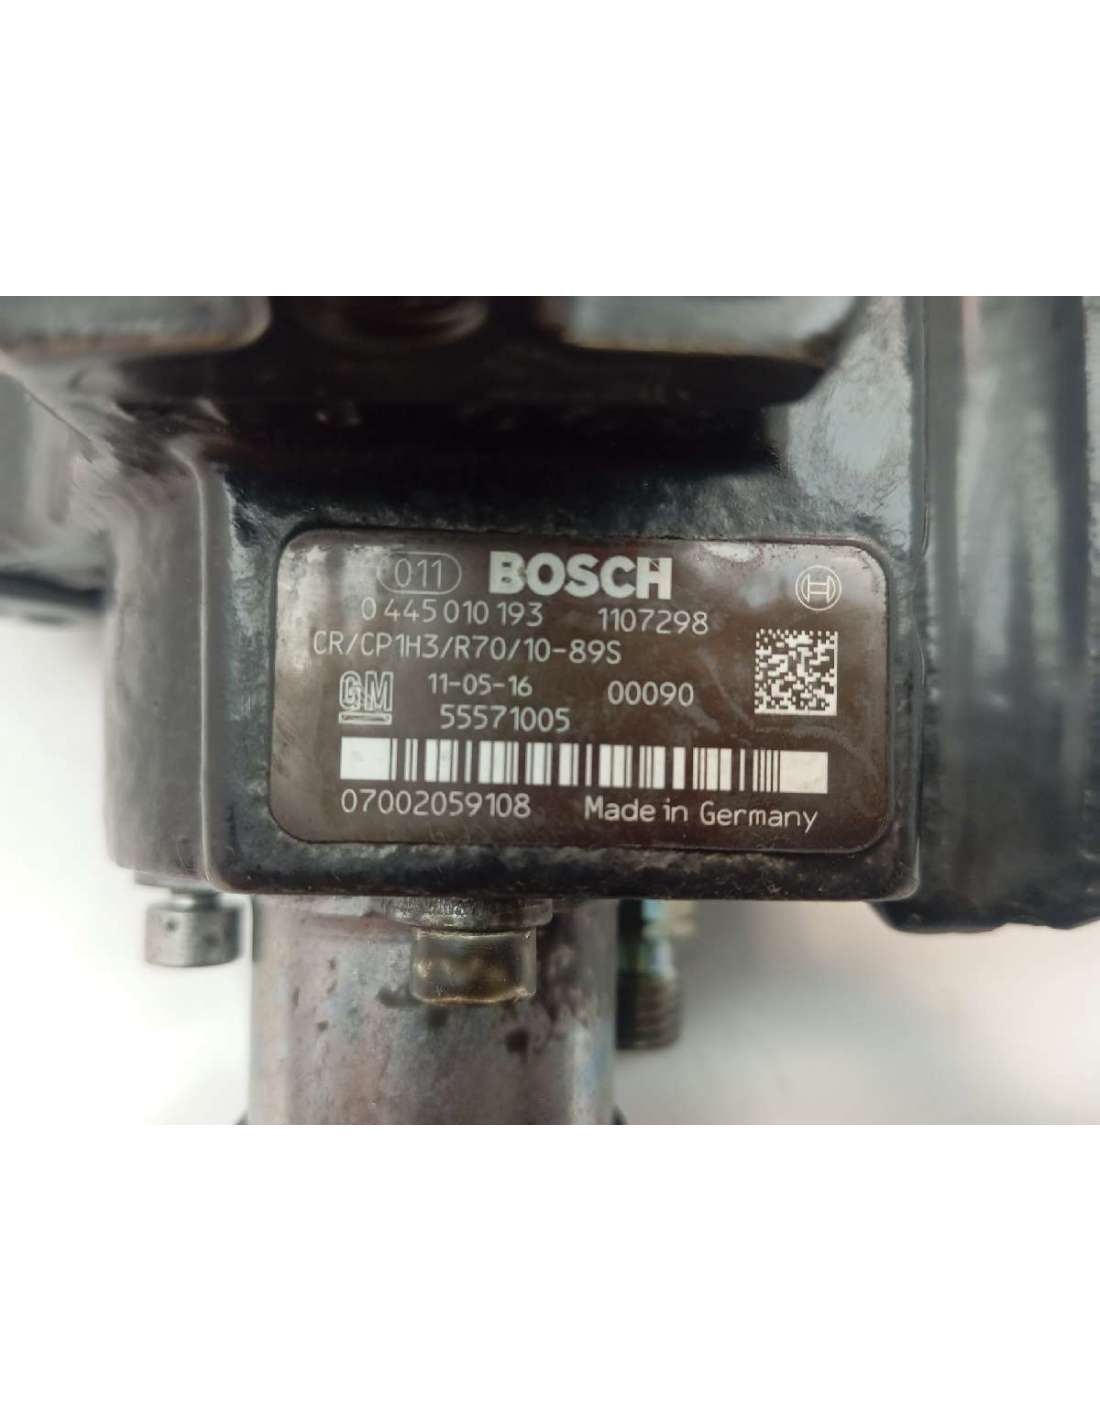 011 BOSCH
0 445 010 193 1107298
CR/CP1H3/R70/10-89S
GM 11-05-16 00090
55571005
07002059108 Made in Germany